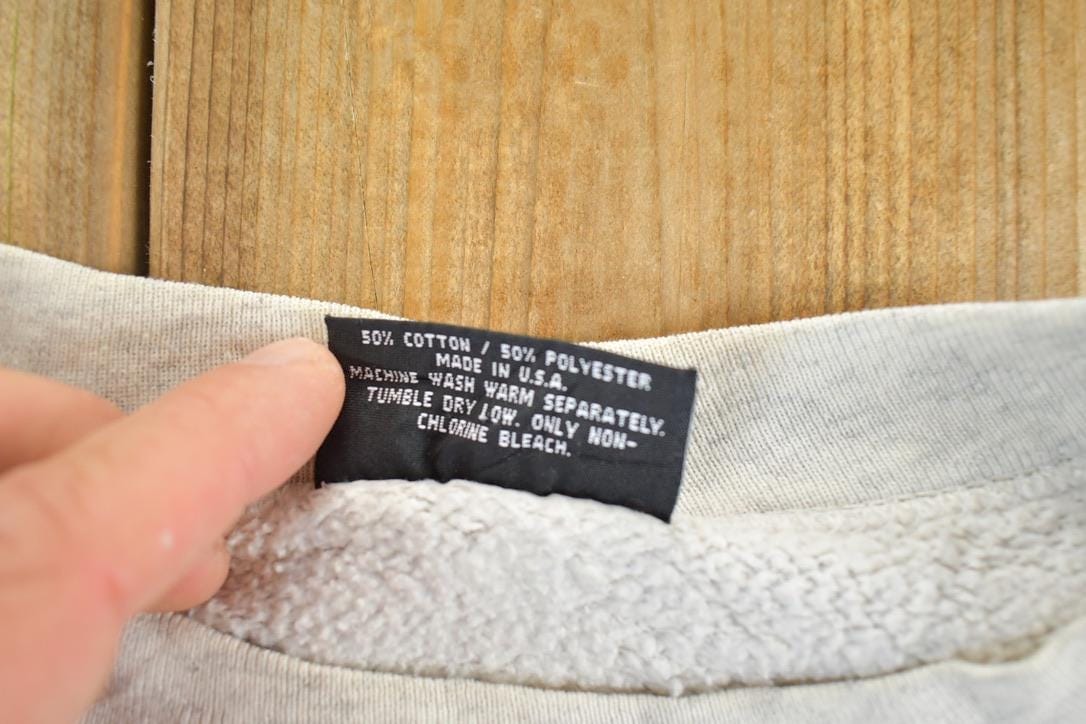 50% COTTON / 50% POLYESTER
MADE IN U.S.A.
MACHINE WASH WARM SEPARATELY.
TUMBLE DRY LOW. ONLY NON-
CHLORINE BLEACH.